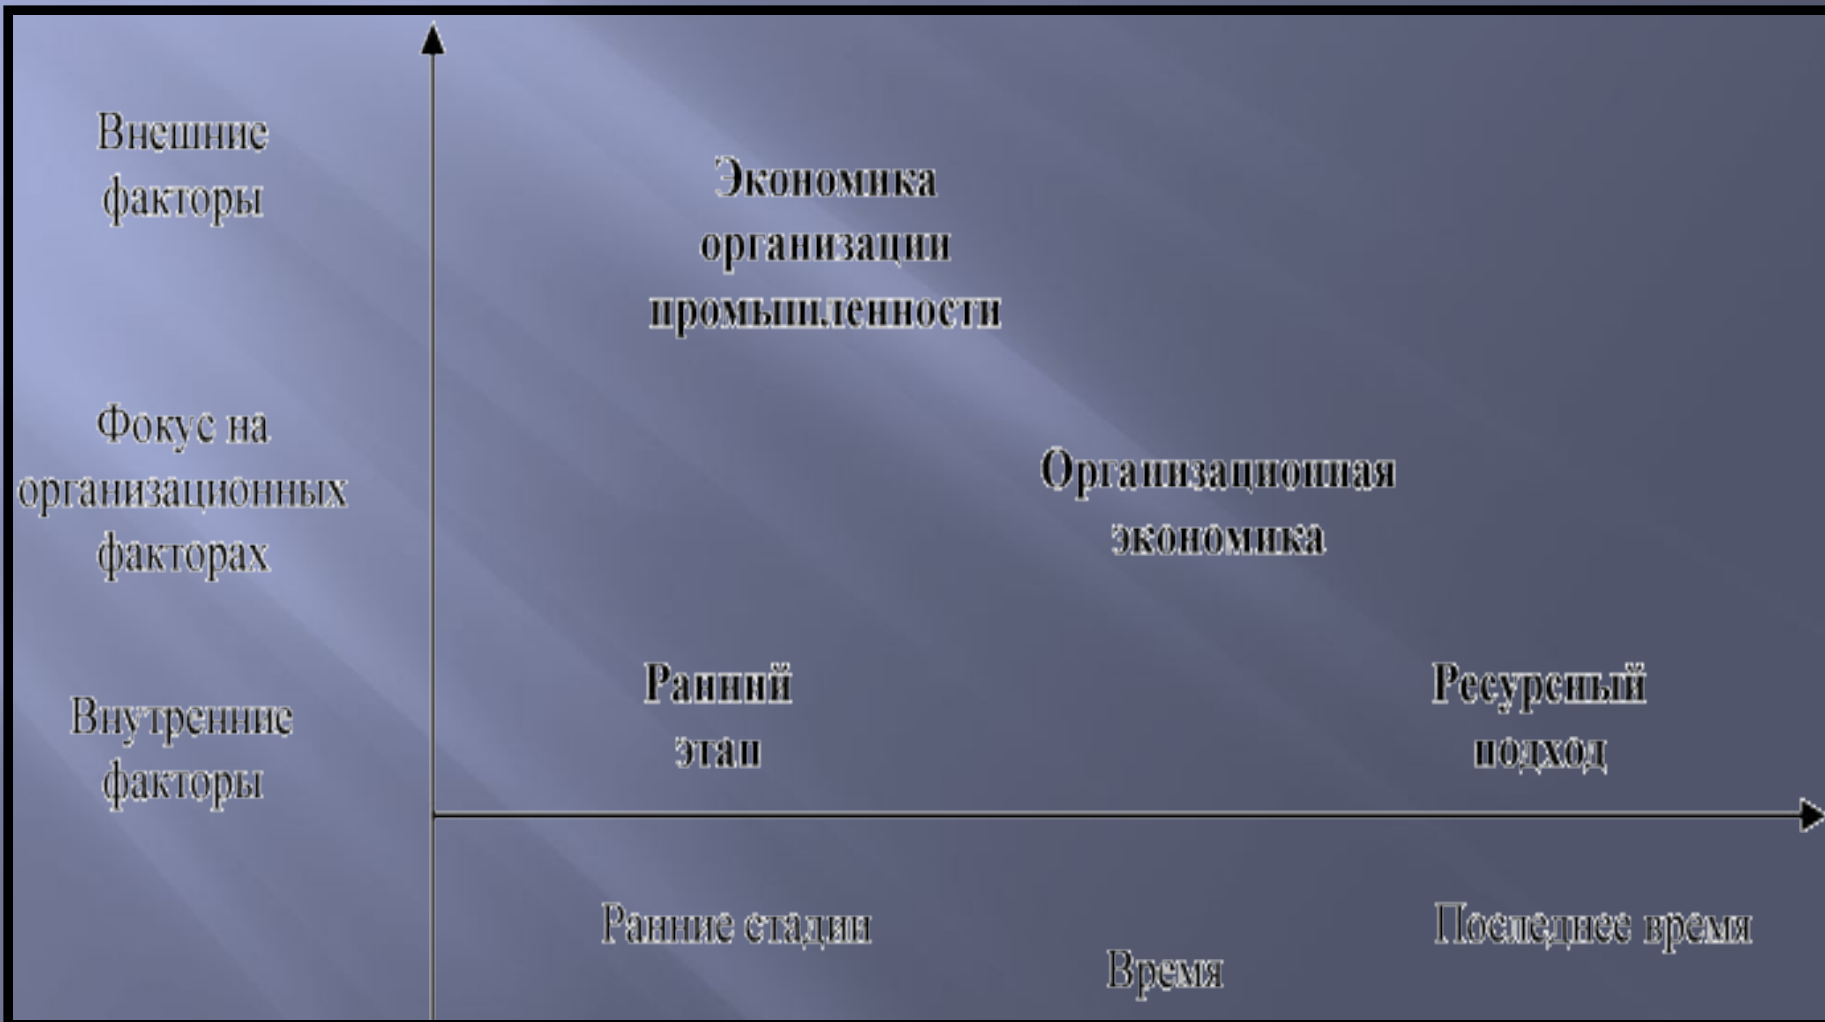 Внешние
факторы
Экономика
организации
промышленности
Фокус на
организационных
факторах
Организационная
экономика
Внутренние
факторы
Ранний
этап
Ресурсный
подход
Ранние стадии
Последнее время
Время